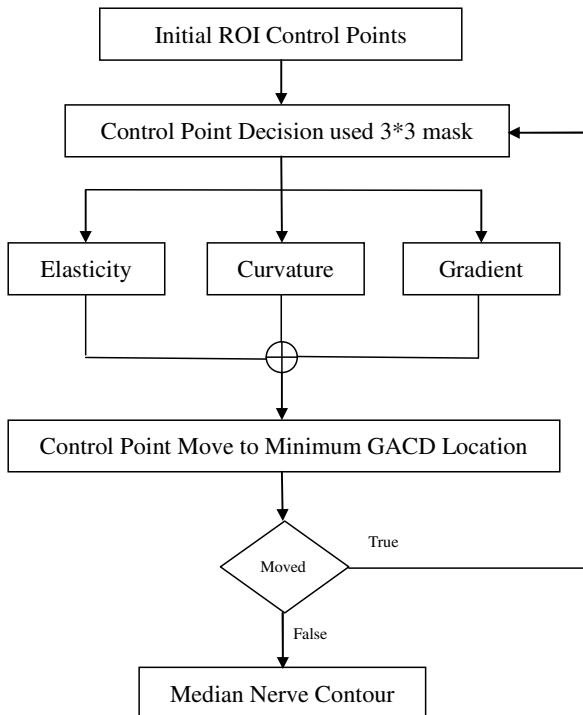 Initial ROI Control Points
Control Point Decision used 3*3 mask
Elasticity
Curvature
Gradient
Control Point Move to Minimum GACD Location
Moved
True
False
Median Nerve Contour